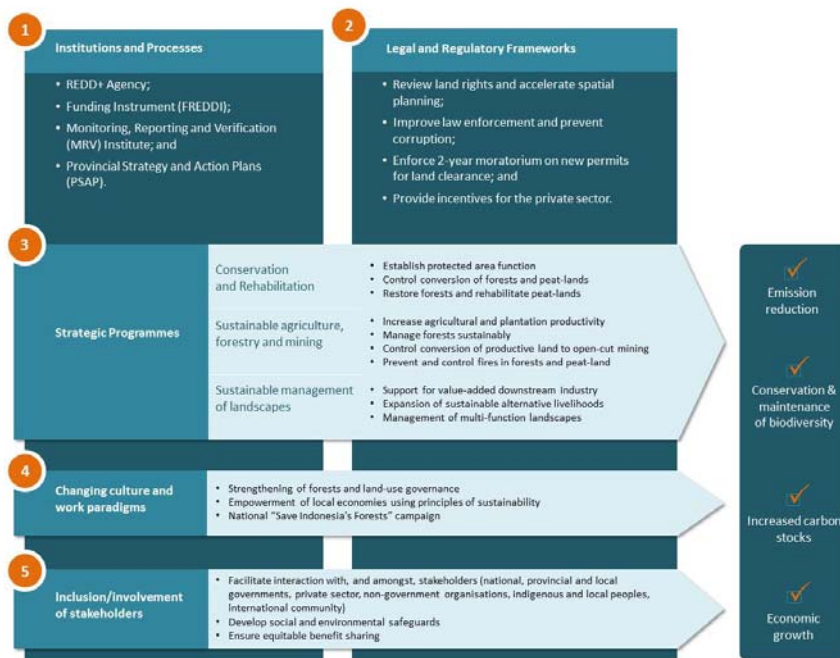 1
Institutions and Processes
• REDD+ Agency;
• Funding Instrument (FREDDI);
• Monitoring, Reporting and Verification
(MRV) Institute; and
• Provincial Strategy and Action Plans
(PSAP).
2
Legal and Regulatory Frameworks
• Review land rights and accelerate spatial
planning;
• Improve law enforcement and prevent
corruption;
• Enforce 2-year moratorium on new permits
for land clearance; and
• Provide incentives for the private sector.
3
Strategic Programmes
Conservation
and Rehabilitation
• Establish protected area function
• Control conversion of forests and peat-lands
• Restore forests and rehabilitate peat-lands
Sustainable agriculture,
forestry and mining
• Increase agricultural and plantation productivity
• Manage forests sustainably
• Control conversion of productive land to open-cut mining
• Prevent and control fires in forests and peat-land
Sustainable management
of landscapes
• Support for value-added downstream industry
• Expansion of sustainable alternative livelihoods
• Management of multi-function landscapes
4
Changing culture and
work paradigms
• Strengthening of forests and land-use governance
• Empowerment of local economies using principles of sustainability
• National "Save Indonesia's Forests" campaign
5
Inclusion/involvement
of stakeholders
• Facilitate interaction with, and amongst, stakeholders (national, provincial and local
governments, private sector, non-government organisations, indigenous and local peoples,
International community)
• Develop social and environmental safeguards
• Ensure equitable benefit sharing
Emission
reduction
Conservation &
maintenance
of biodiversity
Increased carbon
stocks
Economic
growth